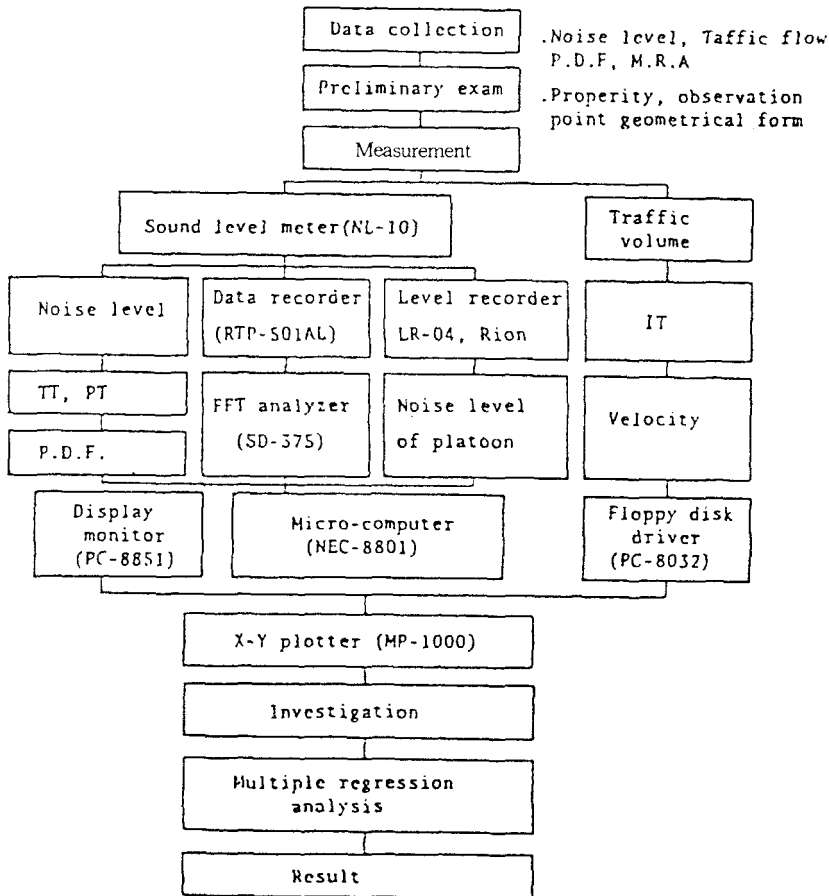 Data collection
.Noise level, Taffic flow
P.D.F, M.R.A
Preliminary exam
.Properity, observation
point geometrical form
Measurement
Sound level meter(NL-10)
Traffic
volume
Noise level
Data recorder
(RTP-501AL)
Level recorder
LR-04, Rion
IT
TT, PT
FFT analyzer
(SD-375)
Noise level
of platoon
Velocity
P.D.F.
Display
monitor
(PC-8851)
Micro-computer
(NEC-8801)
Floppy disk
driver
(PC-8032)
X-Y plotter (MP-1000)
Investigation
Multiple regression
analysis
Result